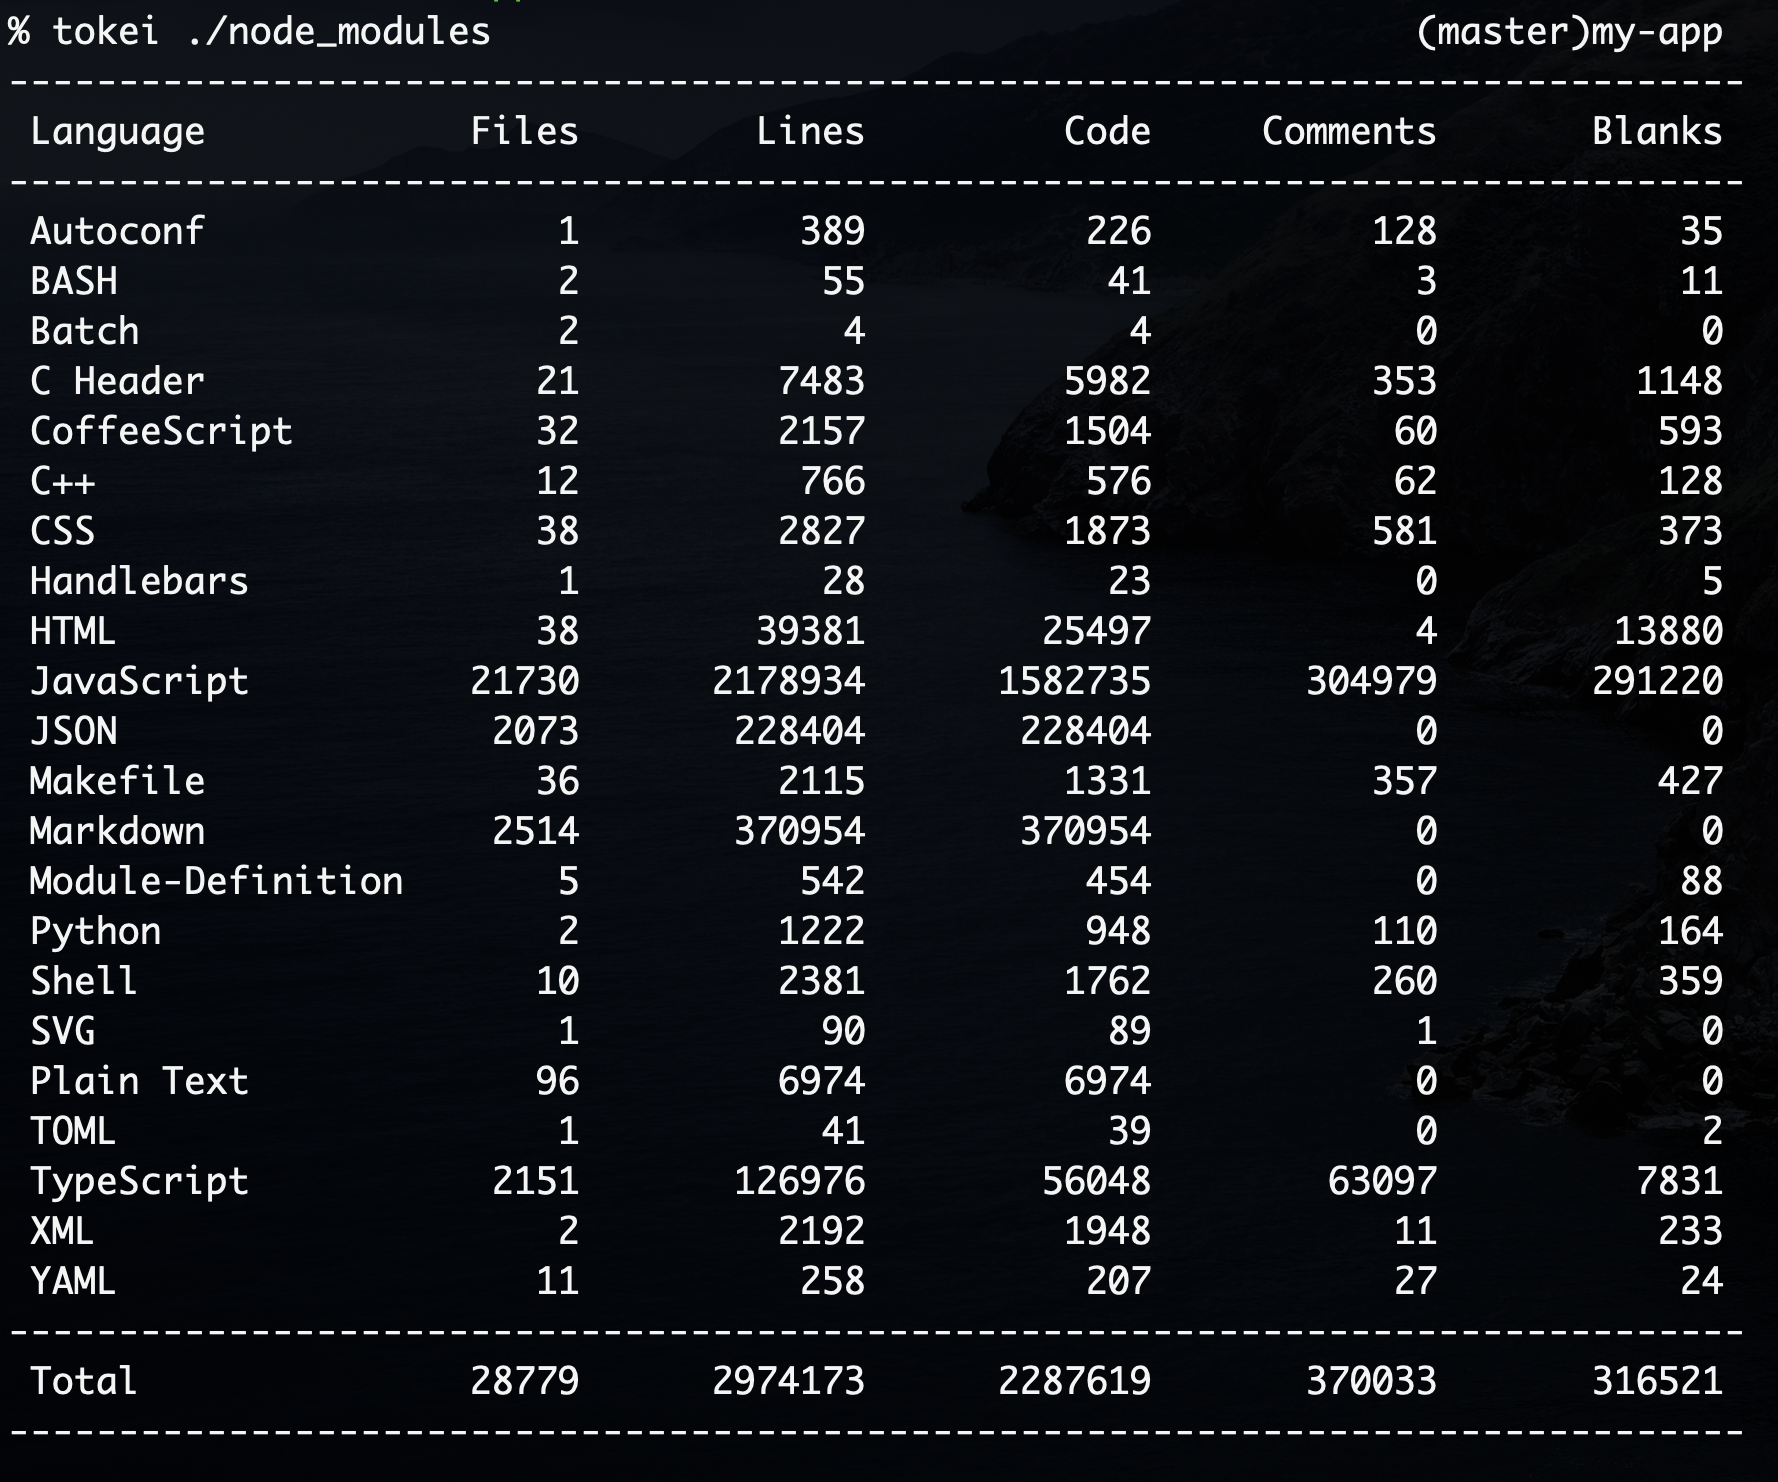 % tokei ./node_modules (master)my-app
--------------------------------------------------------------------------------
Language Files Lines Code Comments Blanks
--------------------------------------------------------------------------------
Autoconf 1 389 226 128 35
BASH 2 55 41 3 11
Batch 2 4 4 0 0
C Header 21 7483 5982 353 1148
CoffeeScript 32 2157 1504 60 593
C++ 12 766 576 62 128
CSS 38 2827 1873 581 373
Handlebars 1 28 23 0 5
HTML 38 39381 25497 4 13880
JavaScript 21730 2178934 1582735 304979 291220
JSON 2073 228404 228404 0 0
Makefile 36 2115 1331 357 427
Markdown 2514 370954 370954 0 0
Module-Definition 5 542 454 0 88
Python 2 1222 948 110 164
Shell 10 2381 1762 260 359
SVG 1 90 89 1 0
Plain Text 96 6974 6974 0 0
TOML 1 41 39 0 2
TypeScript 2151 126976 56048 63097 7831
XML 2 2192 1948 11 233
YAML 11 258 207 27 24
--------------------------------------------------------------------------------
Total 28779 2974173 2287619 370033 316521
--------------------------------------------------------------------------------